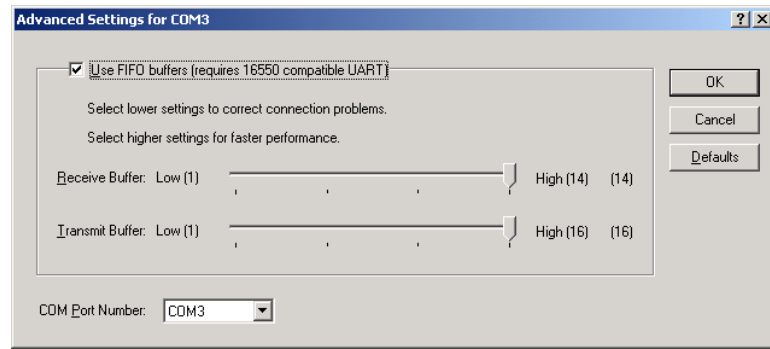 Advanced Settings for COM3
Use FIFO buffers (requires 16550 compatible UART)
OK
Select lower settings to correct connection problems.
Cancel
Select higher settings for faster performance.
Defaults
Receive Buffer: Low (1) High (14) (14)
Transmit Buffer: Low (1) High (16) (16)
COM Port Number: COM3